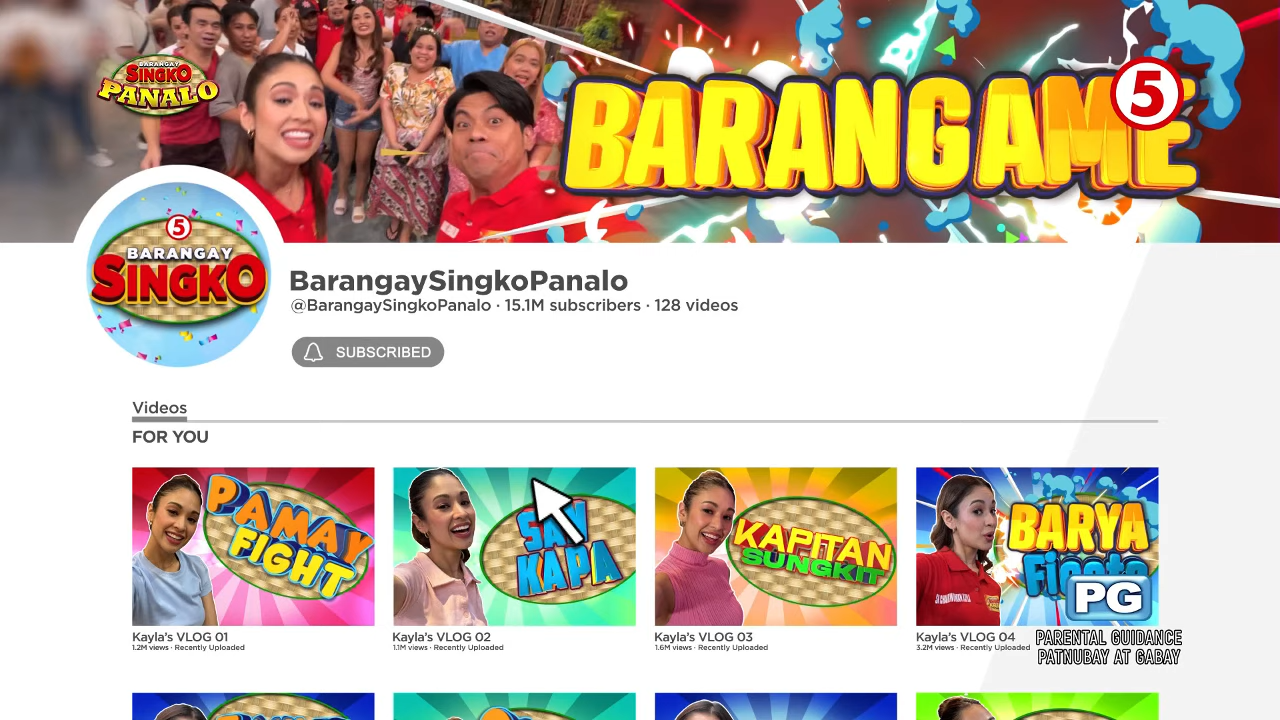 BARANGAY
SINGKO
PANALO
BARANGAME
5
5
BARANGAY
SINGKO
BarangaySingkoPanalo
@BarangaySingkoPanalo · 15.1M subscribers · 128 videos
SUBSCRIBED
Videos
FOR YOU
PAMAY
FIGHT
SAY
KAPA
KAPITAN
SUNGKIT
BARYA
Fiesta
PG
Kayla's VLOG 01
1.2M views · Recently Uploaded
Kayla's VLOG 02
1.1M views · Recently Uploaded
Kayla's VLOG 03
1.6M views · Recently Uploaded
Kayla's VLOG 04
3.2M views · Recently Uploaded
PARENTAL GUIDANCE
PATNUBAY AT GABAY